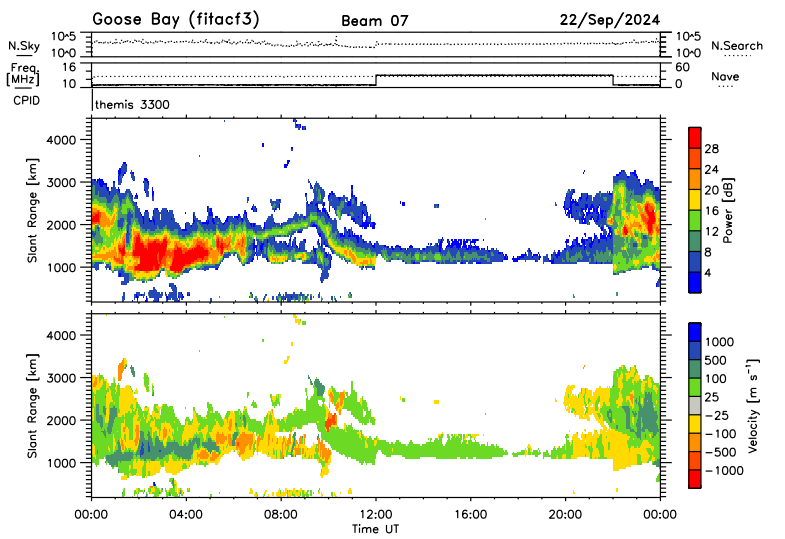 Goose Bay (fitacf3) Beam 07 22/Sep/2024
N.Sky 10^5 10^0 10^5 10^0 N.Search
Freq. [MHz] 16 10 60 0 Nave
CPID themis 3300
Slant Range [km] 4000 3000 2000 1000
Power [dB] 28 24 20 16 12 8 4
Slant Range [km] 4000 3000 2000 1000
Velocity [m s⁻¹] 1000 500 100 25 −25 −100 −500 −1000
00:00 04:00 08:00 12:00 16:00 20:00 00:00
Time UT